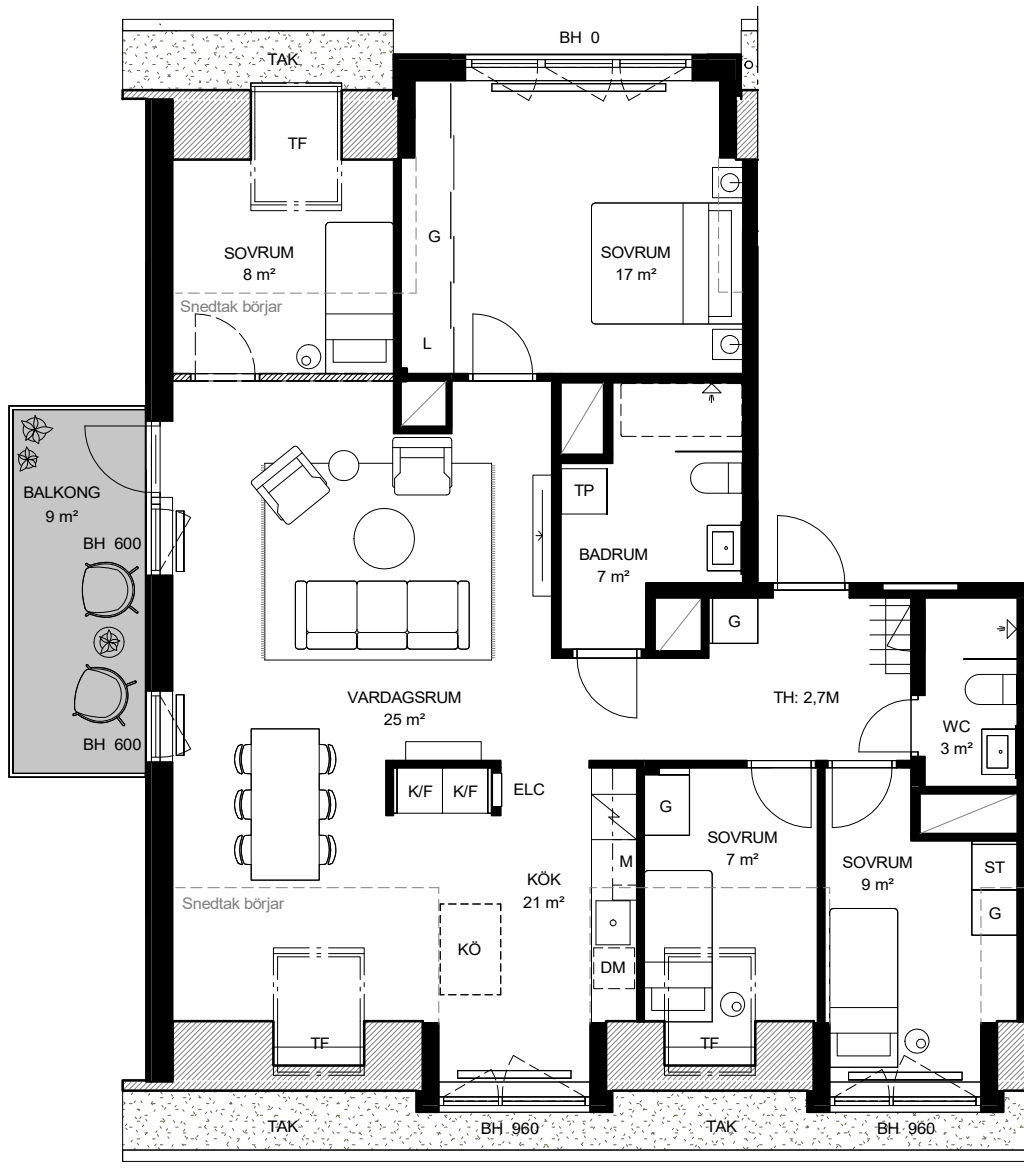 BH 0
TAK
TF
SOVRUM
8 m²
G
SOVRUM
17 m²
Snedtak börjar
L
BALKONG
9 m²
TP
BH 600
BADRUM
7 m²
G
VARDAGSRUM
25 m²
TH: 2,7M
WC
3 m²
BH 600
K/F K/F
ELC
G
SOVRUM
7 m²
M
SOVRUM
9 m²
ST
KÖK
21 m²
Snedtak börjar
G
KÖ
DM
TF
TF
TAK
BH 960
TAK
BH 960